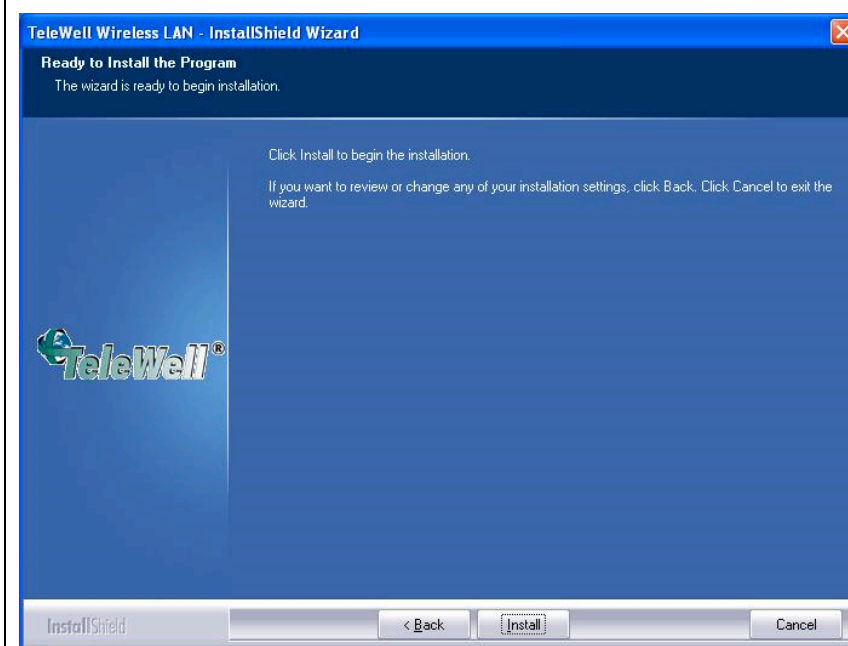 TeleWell Wireless LAN - InstallShield Wizard
Ready to Install the Program
The wizard is ready to begin installation.
Click Install to begin the installation.
If you want to review or change any of your installation settings, click Back. Click Cancel to exit the
wizard.
TeleWell®
InstallShield
< Back
Install
Cancel